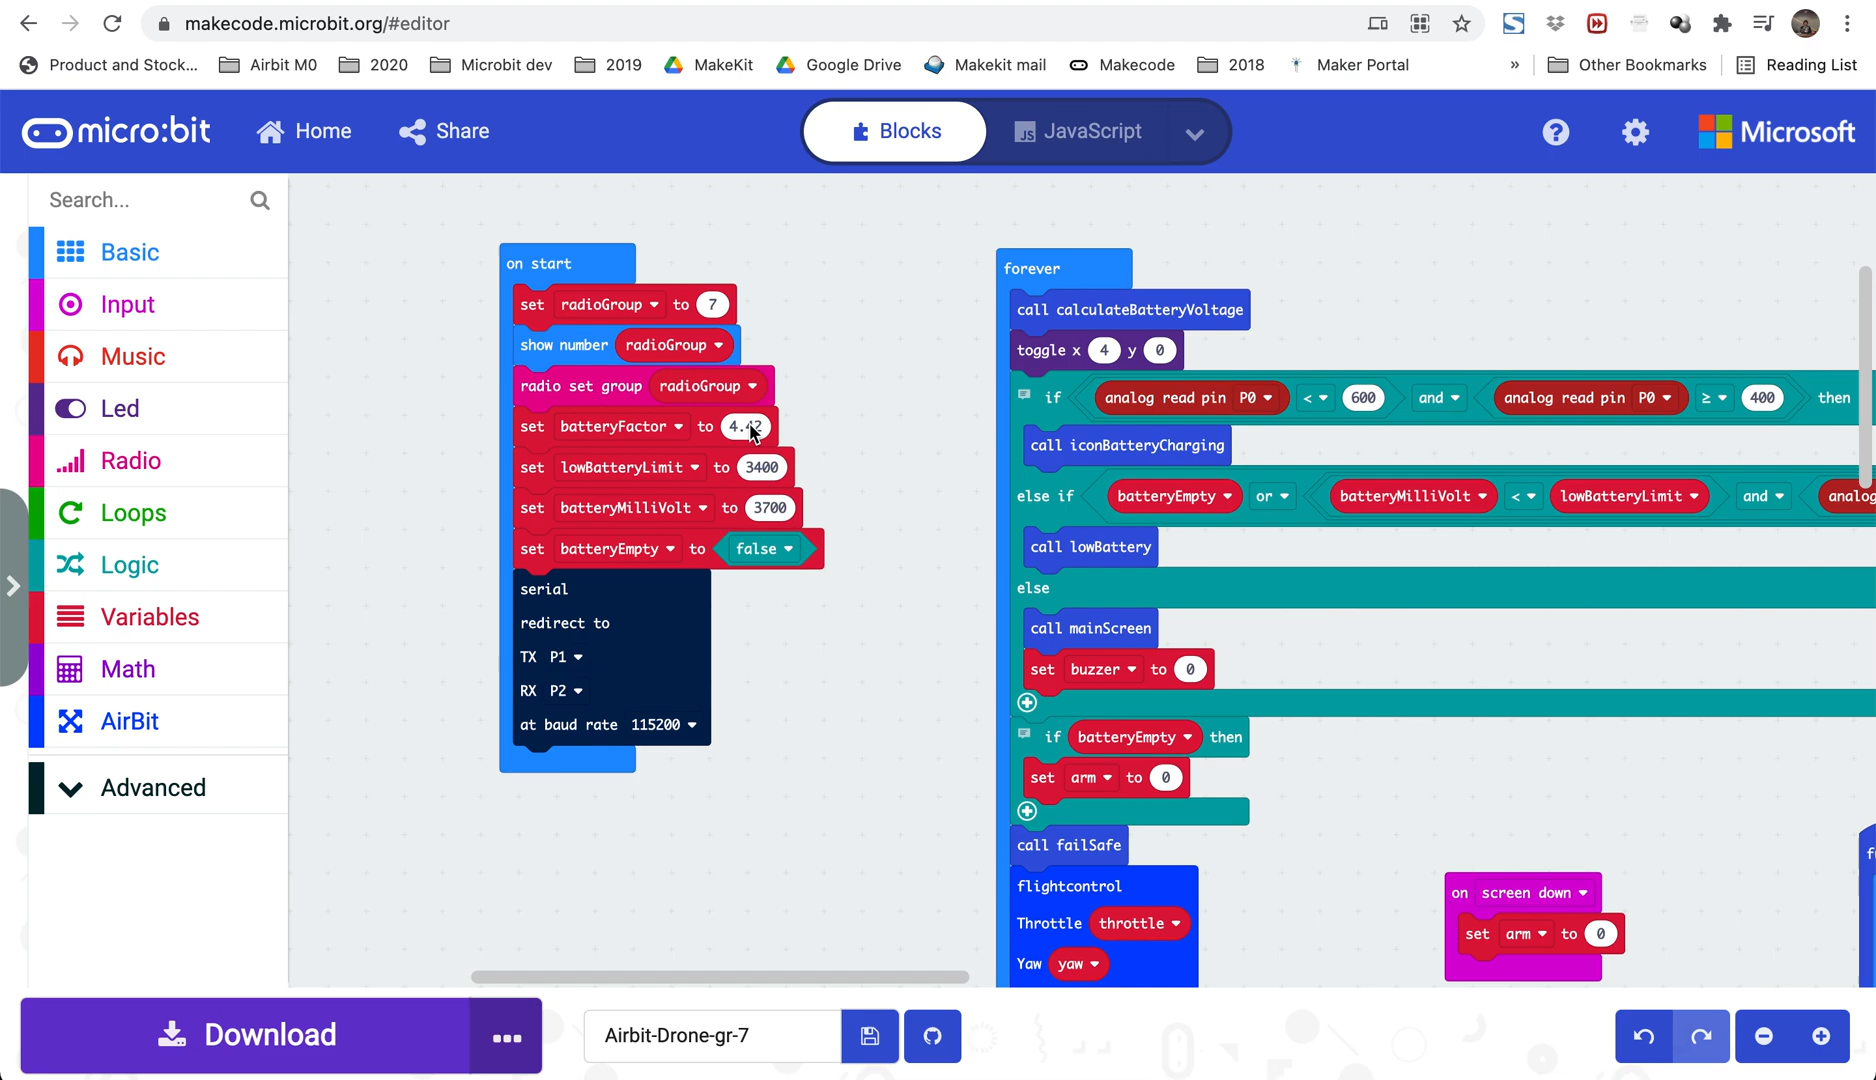 makecode.microbit.org/#editor
Product and Stock...
Airbit M0
2020
Microbit dev
2019
MakeKit
Google Drive
Makekit mail
Makecode
2018
Maker Portal
»
Other Bookmarks
Reading List
micro:bit
Home
Share
Blocks
JS JavaScript
?
Microsoft
Search...
Basic
Input
Music
Led
Radio
Loops
Logic
Variables
Math
AirBit
Advanced
on start
set radioGroup to 7
show number radioGroup
radio set group radioGroup
set batteryFactor to 4.42
set lowBatteryLimit to 3400
set batteryMilliVolt to 3700
set batteryEmpty to false
serial
redirect to
TX P1
RX P2
at baud rate 115200
forever
call calculateBatteryVoltage
toggle x 4 y 0
if analog read pin P0 < 600 and analog read pin P0 ≥ 400 then
call iconBatteryCharging
else if batteryEmpty or batteryMilliVolt < lowBatteryLimit and analog
call lowBattery
else
call mainScreen
set buzzer to 0
if batteryEmpty then
set arm to 0
call failSafe
flightcontrol
Throttle throttle
Yaw yaw
on screen down
set arm to 0
Download
...
Airbit-Drone-gr-7